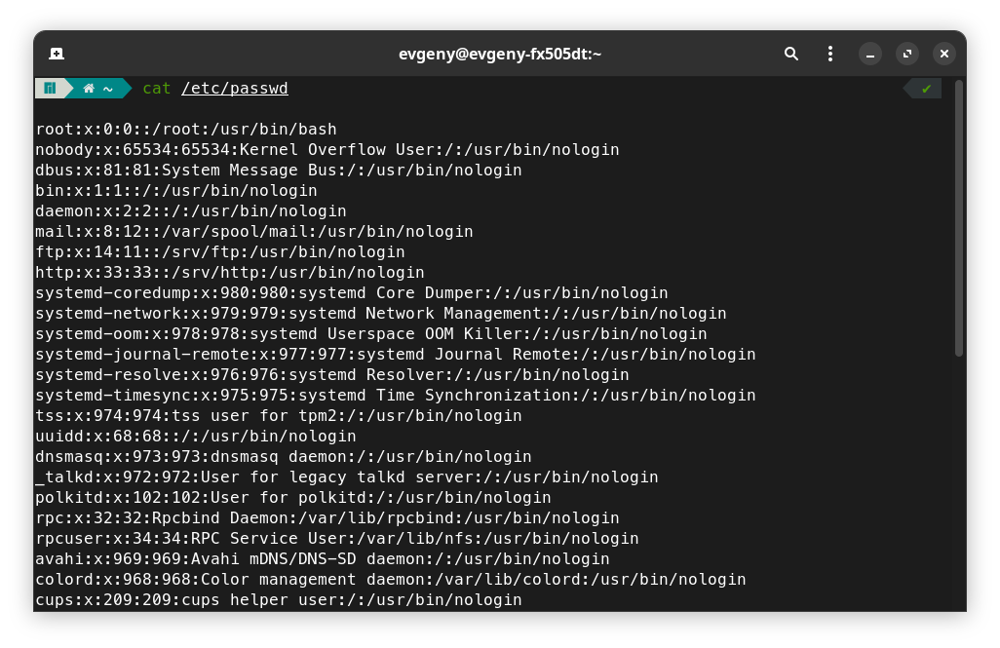 evgeny@evgeny-fx505dt:~
~ cat /etc/passwd ✔
root:x:0:0::/root:/usr/bin/bash
nobody:x:65534:65534:Kernel Overflow User:/:/usr/bin/nologin
dbus:x:81:81:System Message Bus:/:/usr/bin/nologin
bin:x:1:1::/:/usr/bin/nologin
daemon:x:2:2::/:/usr/bin/nologin
mail:x:8:12::/var/spool/mail:/usr/bin/nologin
ftp:x:14:11::/srv/ftp:/usr/bin/nologin
http:x:33:33::/srv/http:/usr/bin/nologin
systemd-coredump:x:980:980:systemd Core Dumper:/:/usr/bin/nologin
systemd-network:x:979:979:systemd Network Management:/:/usr/bin/nologin
systemd-oom:x:978:978:systemd Userspace OOM Killer:/:/usr/bin/nologin
systemd-journal-remote:x:977:977:systemd Journal Remote:/:/usr/bin/nologin
systemd-resolve:x:976:976:systemd Resolver:/:/usr/bin/nologin
systemd-timesync:x:975:975:systemd Time Synchronization:/:/usr/bin/nologin
tss:x:974:974:tss user for tpm2:/:/usr/bin/nologin
uuidd:x:68:68::/:/usr/bin/nologin
dnsmasq:x:973:973:dnsmasq daemon:/:/usr/bin/nologin
_talkd:x:972:972:User for legacy talkd server:/:/usr/bin/nologin
polkitd:x:102:102:User for polkitd:/:/usr/bin/nologin
rpc:x:32:32:Rpcbind Daemon:/var/lib/rpcbind:/usr/bin/nologin
rpcuser:x:34:34:RPC Service User:/var/lib/nfs:/usr/bin/nologin
avahi:x:969:969:Avahi mDNS/DNS-SD daemon:/:/usr/bin/nologin
colord:x:968:968:Color management daemon:/var/lib/colord:/usr/bin/nologin
cups:x:209:209:cups helper user:/:/usr/bin/nologin